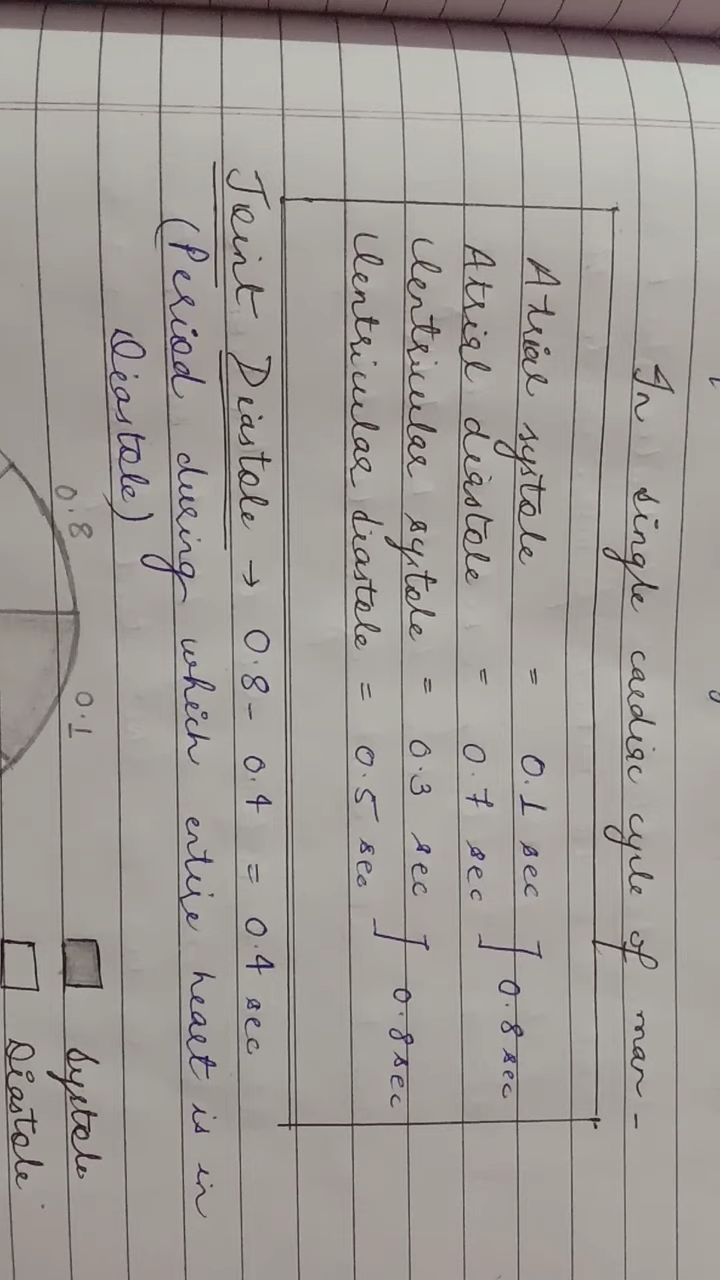 In single cardiac cycle of man -
Atrial systole = 0.1 sec
Atrial diastole = 0.7 sec ] 0.8 sec
Ventricular systole = 0.3 sec
Ventricular diastole = 0.5 sec ] 0.8 sec
Joint Diastole → 0.8 - 0.4 = 0.4 sec
(Period during which entire heart is in
Diastole)
0.8 0.1
Systole
Diastole